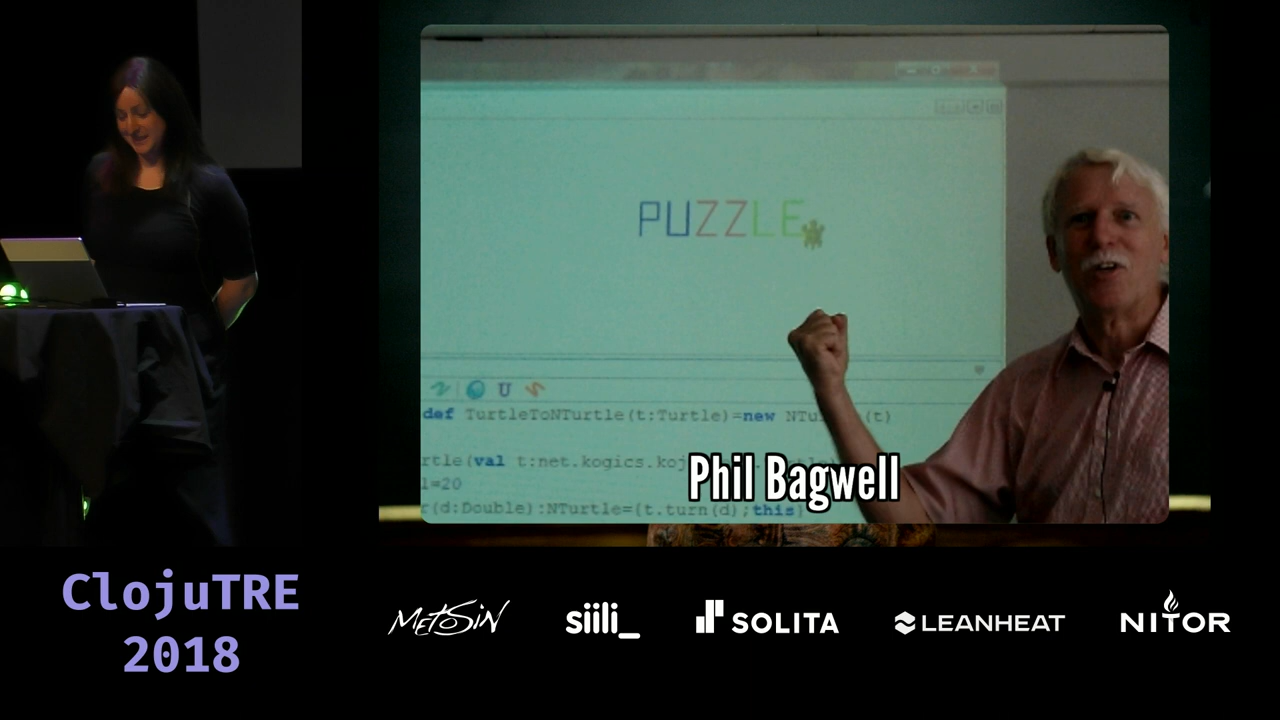 PUZZLE
def TurtleToNTurtle(t:Turtle)=new NTu (t)
rtle(val t:net.kogics.koj
l=20
r(d:Double):NTurtle={t.turn(d);this}
Phil Bagwell
ClojuTRE
2018
METOSIN
siili_
SOLITA
LEANHEAT
NITOR